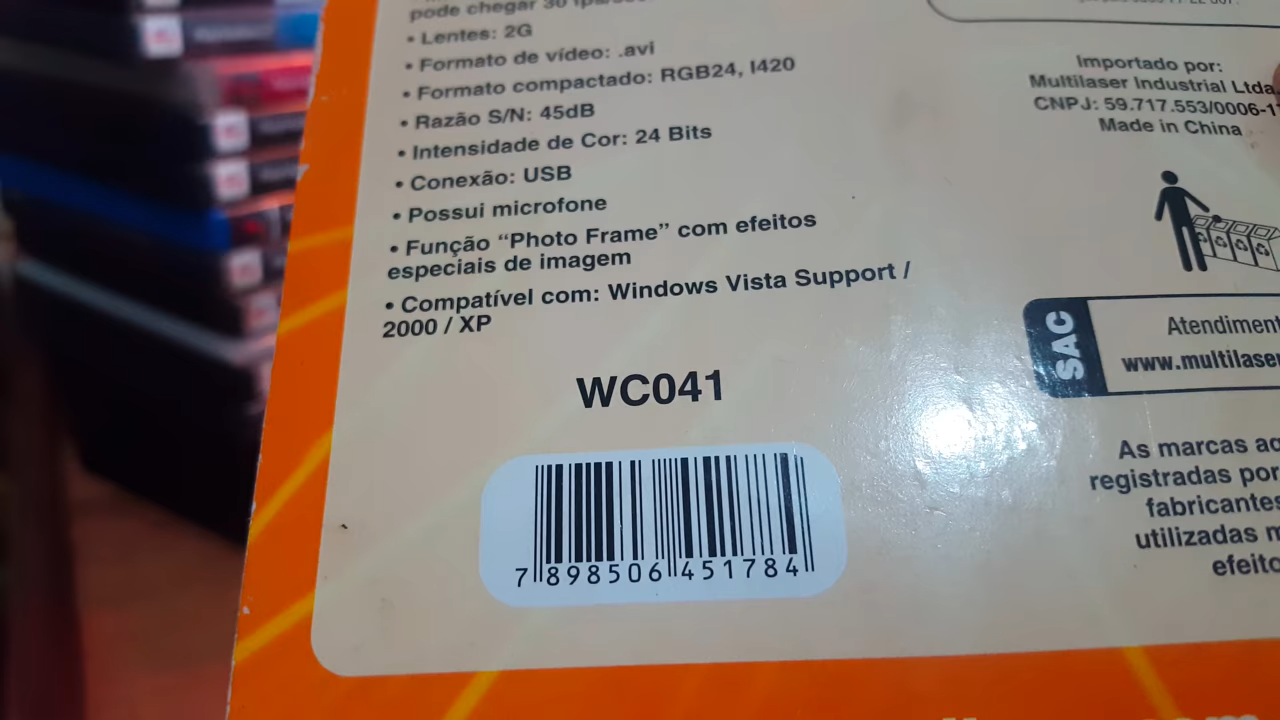 pode chegar 30
• Lentes: 2G
• Formato de vídeo: .avi
• Formato compactado: RGB24, I420
• Razão S/N: 45dB
• Intensidade de Cor: 24 Bits
• Conexão: USB
• Possui microfone
• Função “Photo Frame” com efeitos
especiais de imagem
• Compatível com: Windows Vista Support /
2000 / XP
WC041
7 898506 451784
Importado por:
Multilaser Industrial Ltda.
CNPJ: 59.717.553/0006-1
Made in China
SAC
Atendiment
www.multilase
As marcas
registradas por
fabricantes
utilizadas
efeito